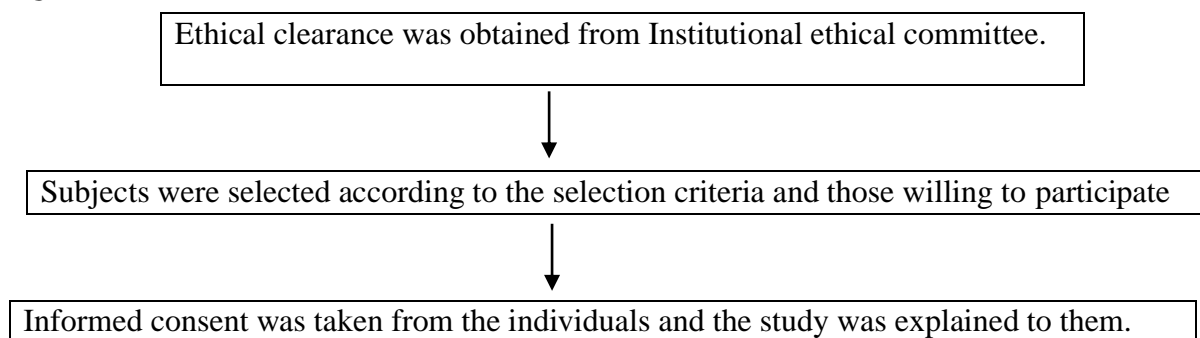 Ethical clearance was obtained from Institutional ethical committee.
Subjects were selected according to the selection criteria and those willing to participate
Informed consent was taken from the individuals and the study was explained to them.